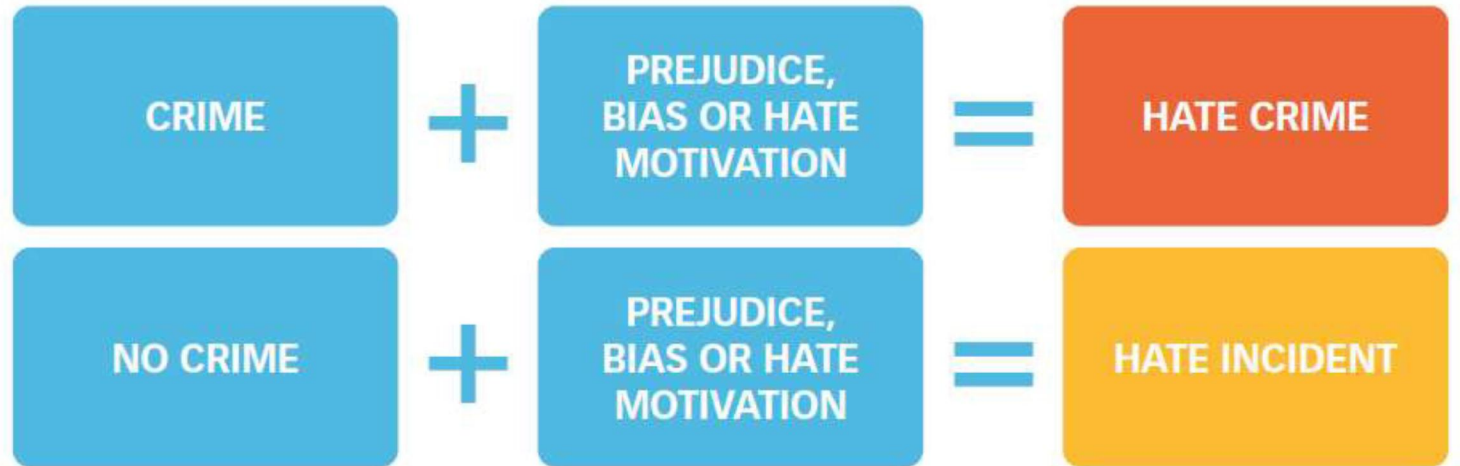 CRIME
+
PREJUDICE,
BIAS OR HATE
MOTIVATION
=
HATE CRIME
NO CRIME
+
PREJUDICE,
BIAS OR HATE
MOTIVATION
=
HATE INCIDENT